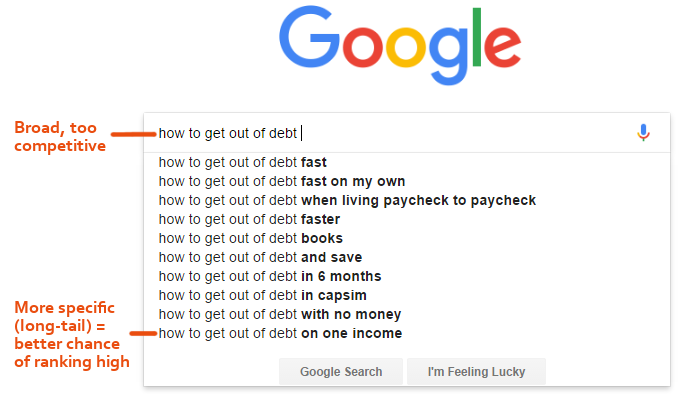 Google
Broad, too
competitive
how to get out of debt
how to get out of debt fast
how to get out of debt fast on my own
how to get out of debt when living paycheck to paycheck
how to get out of debt faster
how to get out of debt books
how to get out of debt and save
how to get out of debt in 6 months
how to get out of debt in capsim
how to get out of debt with no money
how to get out of debt on one income
More specific
(long-tail) =
better chance
of ranking high
Google Search
I'm Feeling Lucky